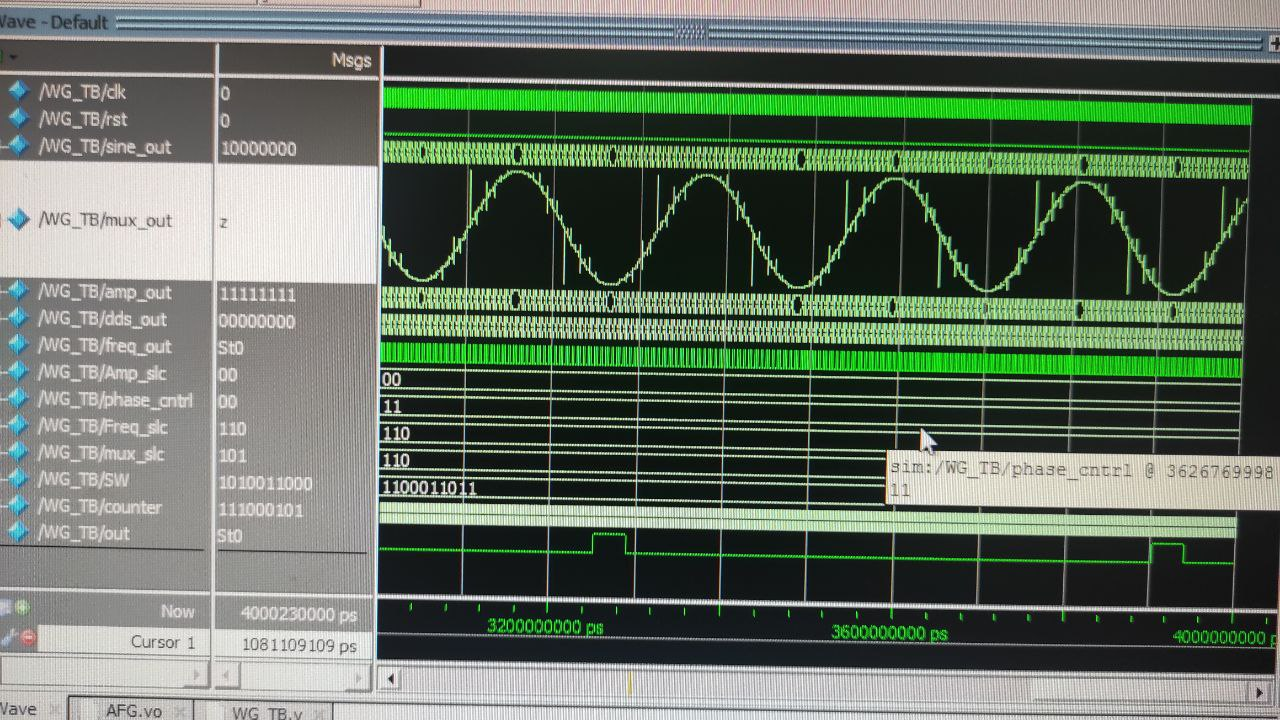 Wave - Default
Msgs
/WG_TB/clk 0
/WG_TB/rst 0
/WG_TB/sine_out 10000000
/WG_TB/mux_out z
/WG_TB/amp_out 11111111
/WG_TB/dds_out 00000000
/WG_TB/freq_out St0
/WG_TB/Amp_slc 00 00
/WG_TB/phase_cntrl 00 11
/WG_TB/Freq_slc 110 110
/WG_TB/mux_slc 111 110
/WG_TB/SW 1010011000 1100011011
/WG_TB/counter 111000101
/WG_TB/out St0
sim:/WG_TB/phase_cntrl @ 3626769998
11
Now 4000230000 ps
3200000000 ps 3600000000 ps 4000000000 p
Cursor 1 1081109109 ps
Wave AFG.vo WG_TB.v